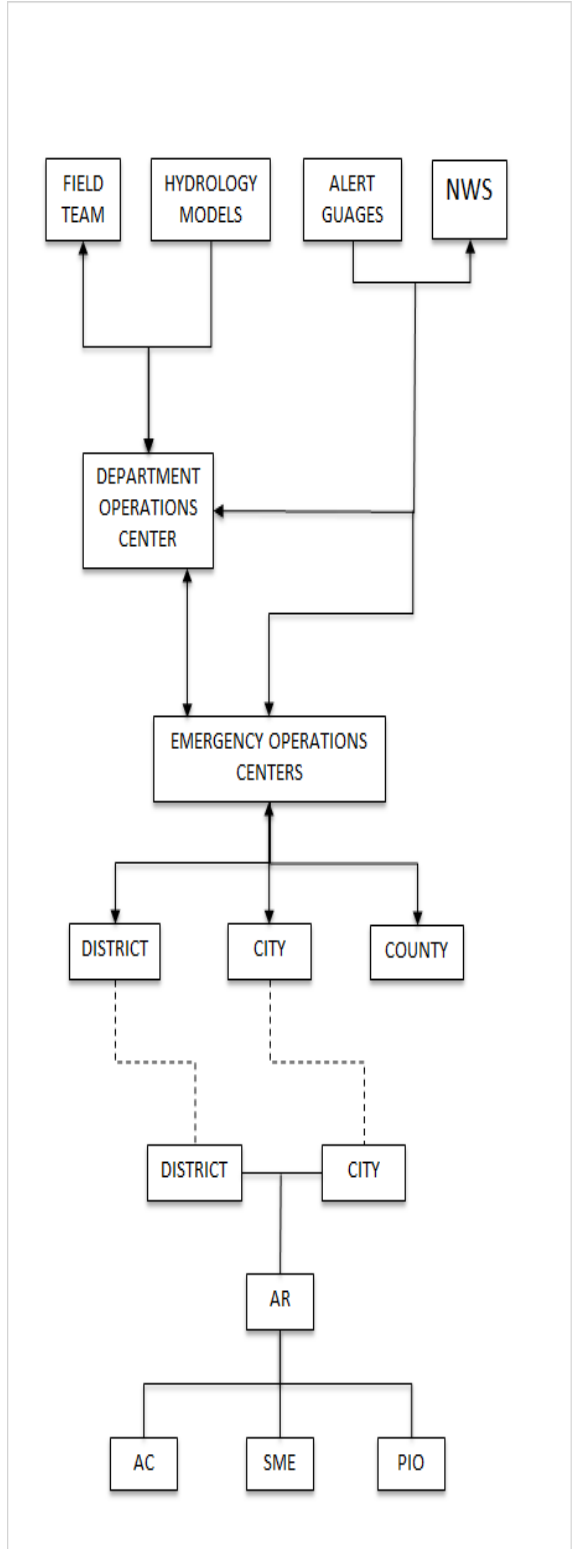 FIELD
TEAM
HYDROLOGY
MODELS
ALERT
GUAGES
NWS
DEPARTMENT
OPERATIONS
CENTER
EMERGENCY OPERATIONS
CENTERS
DISTRICT
CITY
COUNTY
DISTRICT
CITY
AR
AC
SME
PIO